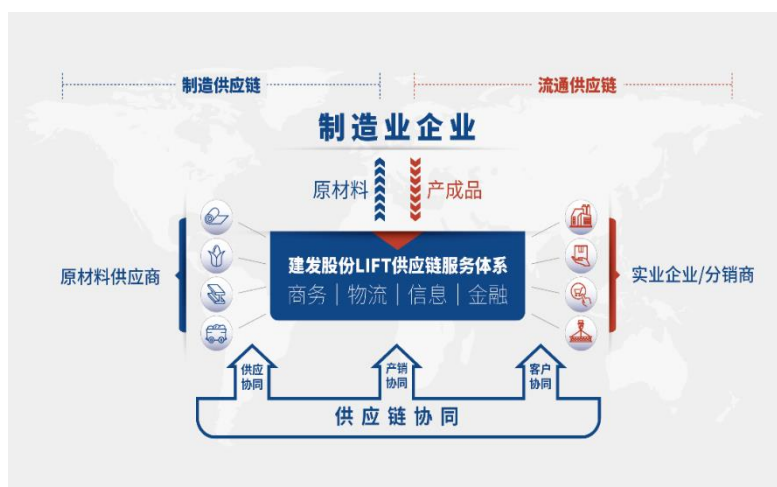 制造供应链
流通供应链
制造业企业
原材料
产成品
建发股份LIFT供应链服务体系
商务｜物流｜信息｜金融
原材料供应商
实业企业/分销商
供应
协同
产销
协同
客户
协同
供应链协同